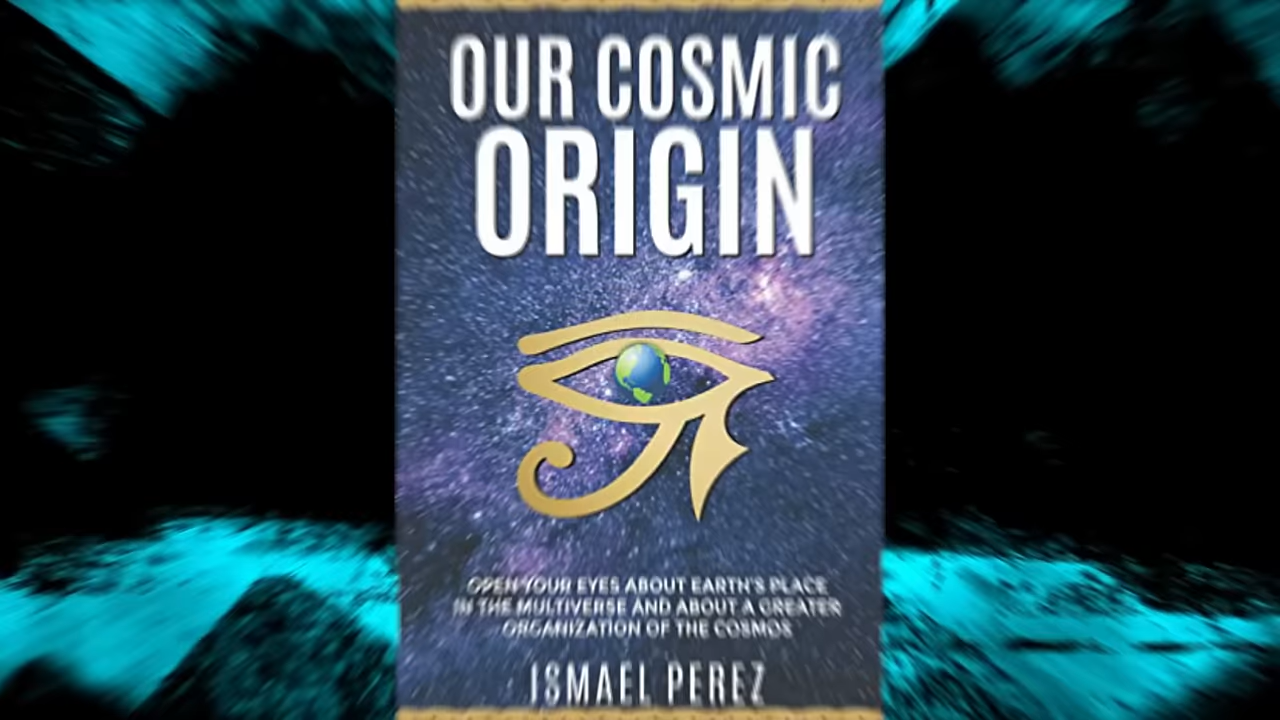 OUR COSMIC
ORIGIN
OPEN YOUR EYES ABOUT EARTH'S PLACE
IN THE MULTIVERSE AND ABOUT A GREATER
ORGANIZATION OF THE COSMOS
ISMAEL PEREZ